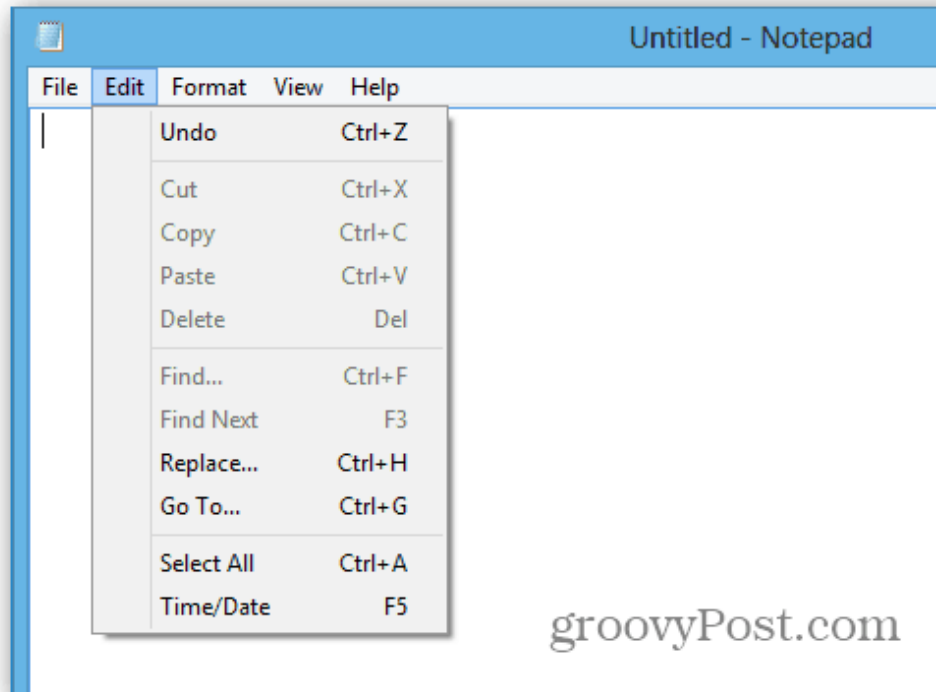 Untitled - Notepad
File Edit Format View Help
Undo Ctrl+Z
Cut Ctrl+X
Copy Ctrl+C
Paste Ctrl+V
Delete Del
Find... Ctrl+F
Find Next F3
Replace... Ctrl+H
Go To... Ctrl+G
Select All Ctrl+A
Time/Date F5
groovyPost.com